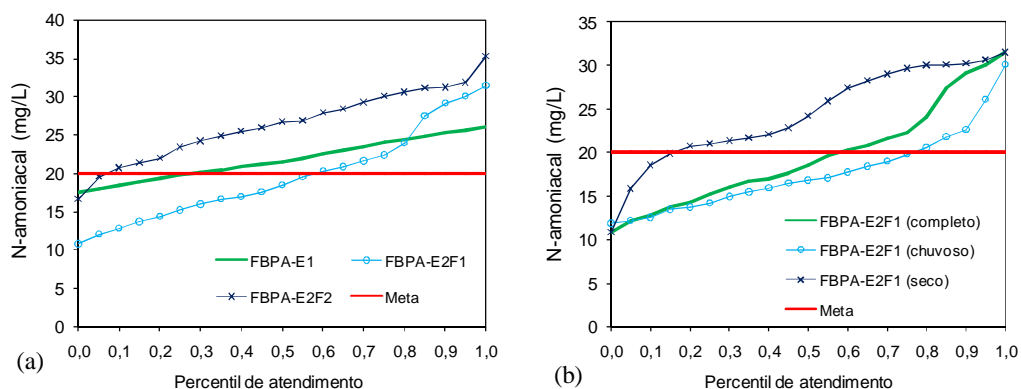 N-amoniacal (mg/L)
40
35
30
25
20
15
10
5
0
FBPA-E1
FBPA-E2F1
FBPA-E2F2
Meta
0,0 0,1 0,2 0,3 0,4 0,5 0,6 0,7 0,8 0,9 1,0
Percentil de atendimento
(a)
N-amoniacal (mg/L)
35
30
25
20
15
10
5
0
FBPA-E2F1 (completo)
FBPA-E2F1 (chuvoso)
FBPA-E2F1 (seco)
Meta
0,0 0,1 0,2 0,3 0,4 0,5 0,6 0,7 0,8 0,9 1,0
Percentil de atendimento
(b)